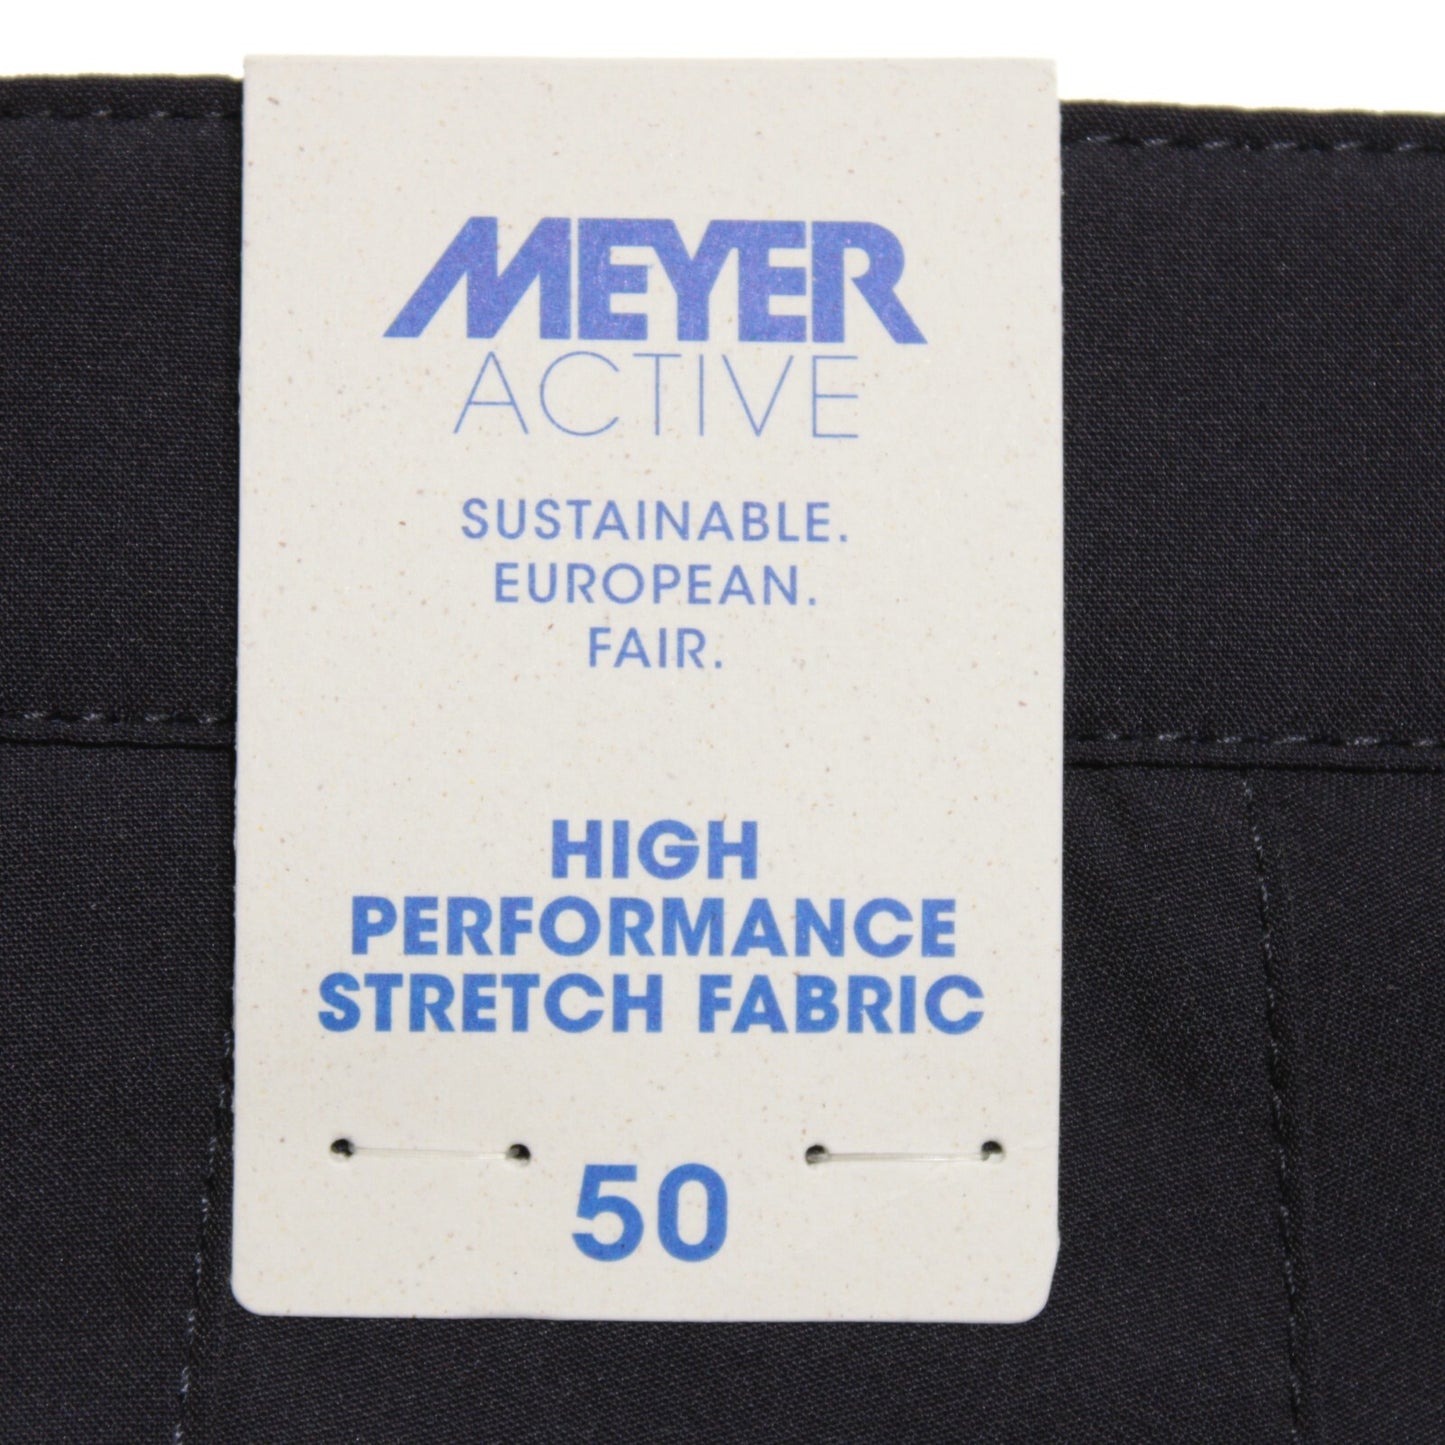 MEYER
ACTIVE
SUSTAINABLE.
EUROPEAN.
FAIR.
HIGH
PERFORMANCE
STRETCH FABRIC
50